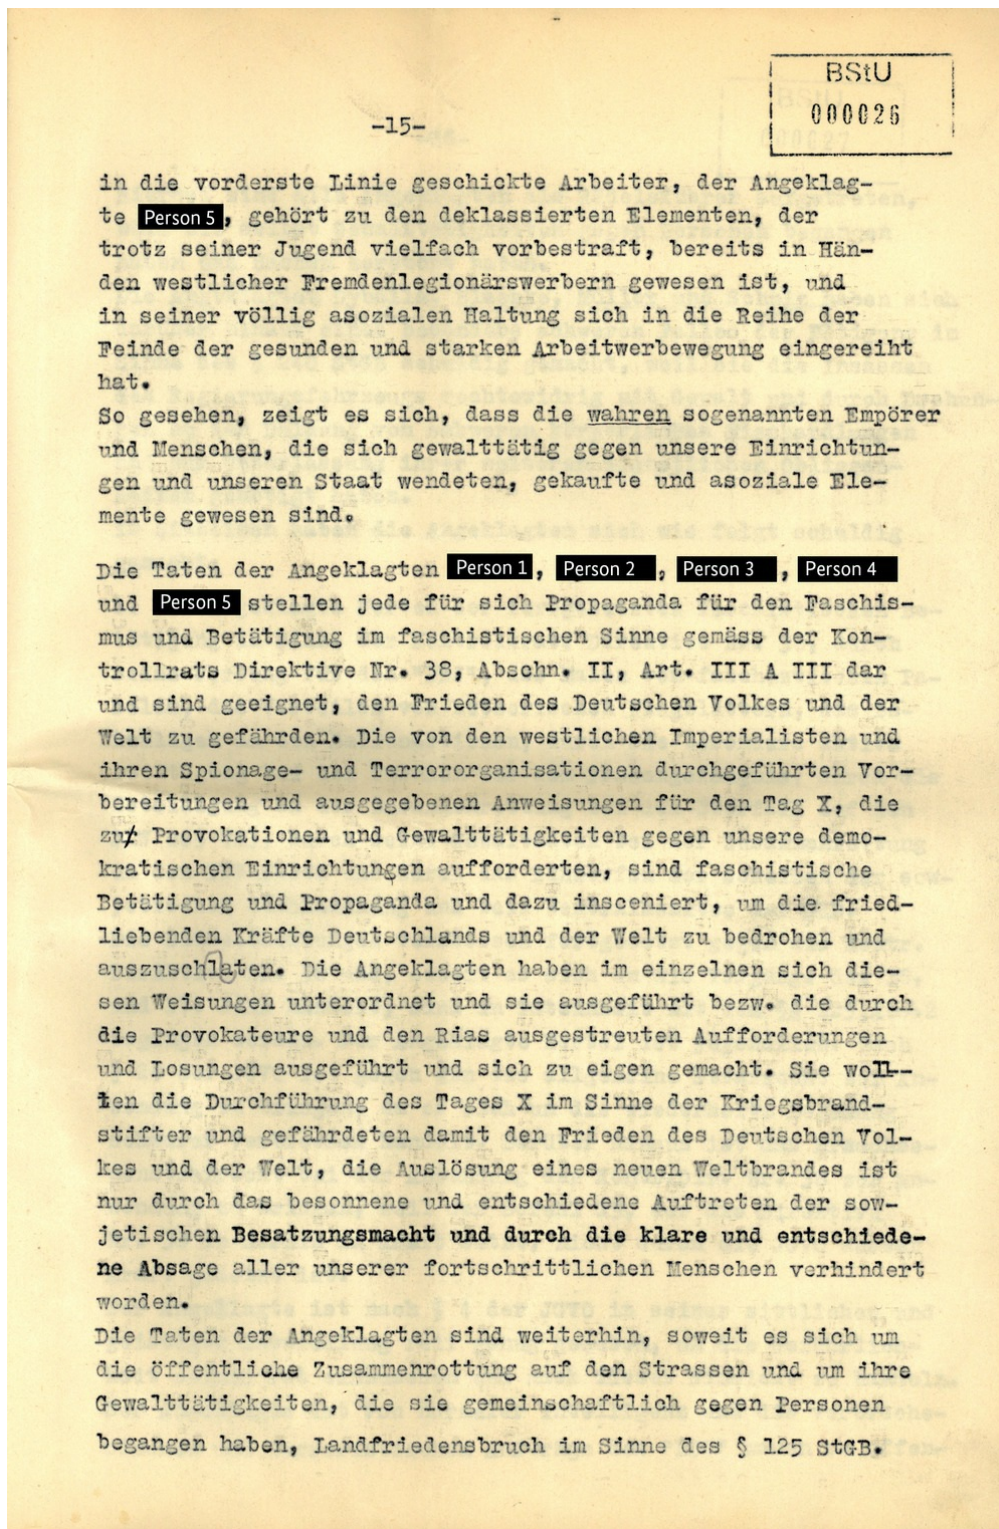 BStU
000026
-15-
in die vorderste Linie geschickte Arbeiter, der Angeklag-
te Person 5, gehört zu den deklassierten Elementen, der
trotz seiner Jugend vielfach vorbestraft, bereits in Hän-
den westlicher Fremdenlegionärswerbern gewesen ist, und
in seiner völlig asozialen Haltung sich in die Reihe der
Feinde der gesunden und starken Arbeitwerbewegung eingereiht
hat.
So gesehen, zeigt es sich, dass die wahren sogenannten Empörer
und Menschen, die sich gewalttätig gegen unsere Einrichtun-
gen und unseren Staat wendeten, gekaufte und asoziale Ele-
mente gewesen sind.
Die Taten der Angeklagten Person 1, Person 2, Person 3, Person 4
und Person 5 stellen jede für sich Propaganda für den Faschis-
mus und Betätigung im faschistischen Sinne gemäss der Kon-
trollrats Direktive Nr. 38, Abschn. II, Art. III A III dar
und sind geeignet, den Frieden des Deutschen Volkes und der
Welt zu gefährden. Die von den westlichen Imperialisten und
ihren Spionage- und Terrororganisationen durchgeführten Vor-
bereitungen und ausgegebenen Anweisungen für den Tag X, die
zu Provokationen und Gewalttätigkeiten gegen unsere demo-
kratischen Einrichtungen aufforderten, sind faschistische
Betätigung und Propaganda und dazu insceniert, um die fried-
liebenden Kräfte Deutschlands und der Welt zu bedrohen und
auszuschlaten. Die Angeklagten haben im einzelnen sich die-
sen Weisungen unterordnet und sie ausgeführt bezw. die durch
die Provokateure und den Rias ausgestreuten Aufforderungen
und Losungen ausgeführt und sich zu eigen gemacht. Sie woll-
ten die Durchführung des Tages X im Sinne der Kriegsbrand-
stifter und gefährdeten damit den Frieden des Deutschen Vol-
kes und der Welt, die Auslösung eines neuen Weltbrandes ist
nur durch das besonnene und entschiedene Auftreten der sow-
jetischen Besatzungsmacht und durch die klare und entschiede-
ne Absage aller unserer fortschrittlichen Menschen verhindert
worden.
Die Taten der Angeklagten sind weiterhin, soweit es sich um
die öffentliche Zusammenrottung auf den Strassen und um ihre
Gewalttätigkeiten, die sie gemeinschaftlich gegen Personen
begangen haben, Landfriedensbruch im Sinne des § 125 StGB.